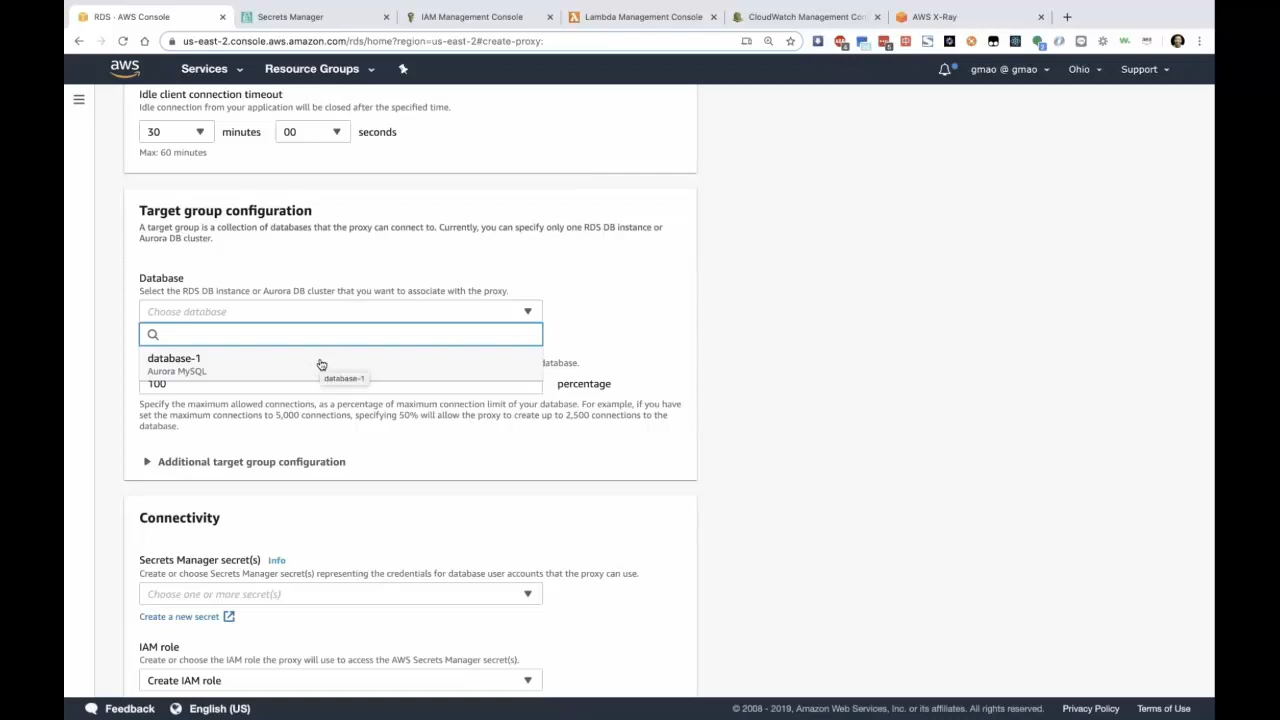 RDS · AWS Console
Secrets Manager
IAM Management Console
Lambda Management Console
CloudWatch Management Con
AWS X-Ray
us-east-2.console.aws.amazon.com/rds/home?region=us-east-2#create-proxy:
aws
Services
Resource Groups
gmao @ gmao
Ohio
Support
Idle client connection timeout
Idle connection from your application will be closed after the specified time.
30
minutes
00
seconds
Max: 60 minutes
Target group configuration
A target group is a collection of databases that the proxy can connect to. Currently, you can specify only one RDS DB instance or
Aurora DB cluster.
Database
Select the RDS DB instance or Aurora DB cluster that you want to associate with the proxy.
Choose database
database-1
Aurora MySQL
database.
database-1
100
percentage
Specify the maximum allowed connections, as a percentage of maximum connection limit of your database. For example, if you have
set the maximum connections to 5,000 connections, specifying 50% will allow the proxy to create up to 2,500 connections to the
database.
Additional target group configuration
Connectivity
Secrets Manager secret(s) Info
Create or choose Secrets Manager secret(s) representing the credentials for database user accounts that the proxy can use.
Choose one or more secret(s)
Create a new secret
IAM role
Create or choose the IAM role the proxy will use to access the AWS Secrets Manager secret(s).
Create IAM role
Feedback
English (US)
© 2008 - 2019, Amazon Web Services, Inc. or its affiliates. All rights reserved.
Privacy Policy
Terms of Use